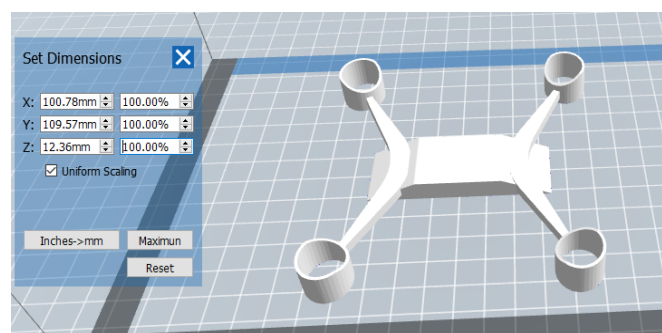 Set Dimensions
X: 100.78mm 100.00%
Y: 109.57mm 100.00%
Z: 12.36mm 100.00%
Uniform Scaling
Inches->mm Maximun
Reset